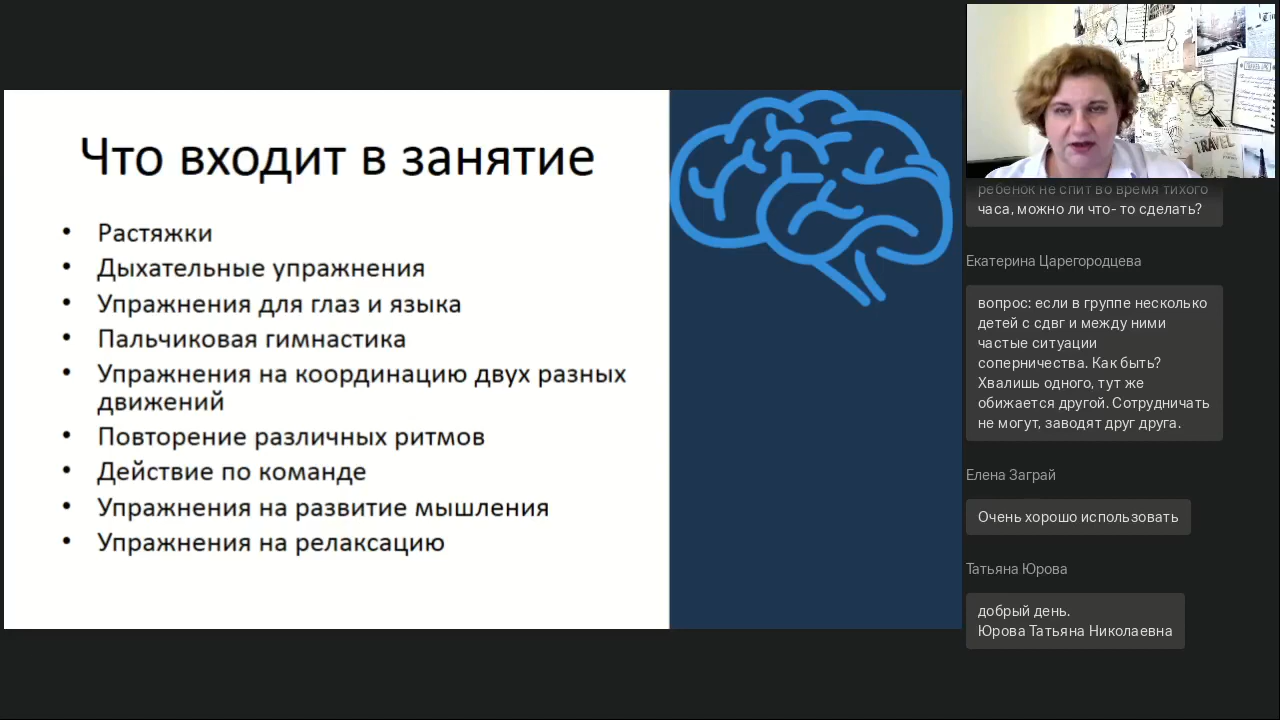 Что входит в занятие
• Растяжки
• Дыхательные упражнения
• Упражнения для глаз и языка
• Пальчиковая гимнастика
• Упражнения на координацию двух разных
движений
• Повторение различных ритмов
• Действие по команде
• Упражнения на развитие мышления
• Упражнения на релаксацию
TRAVEL
ребенок не спит во время тихого
часа, можно ли что- то сделать?
Екатерина Царегородцева
вопрос: если в группе несколько
детей с сдвг и между ними
частые ситуации
соперничества. Как быть?
Хвалишь одного, тут же
обижается другой. Сотрудничать
не могут, заводят друг друга.
Елена Заграй
Очень хорошо использовать
Татьяна Юрова
добрый день.
Юрова Татьяна Николаевна